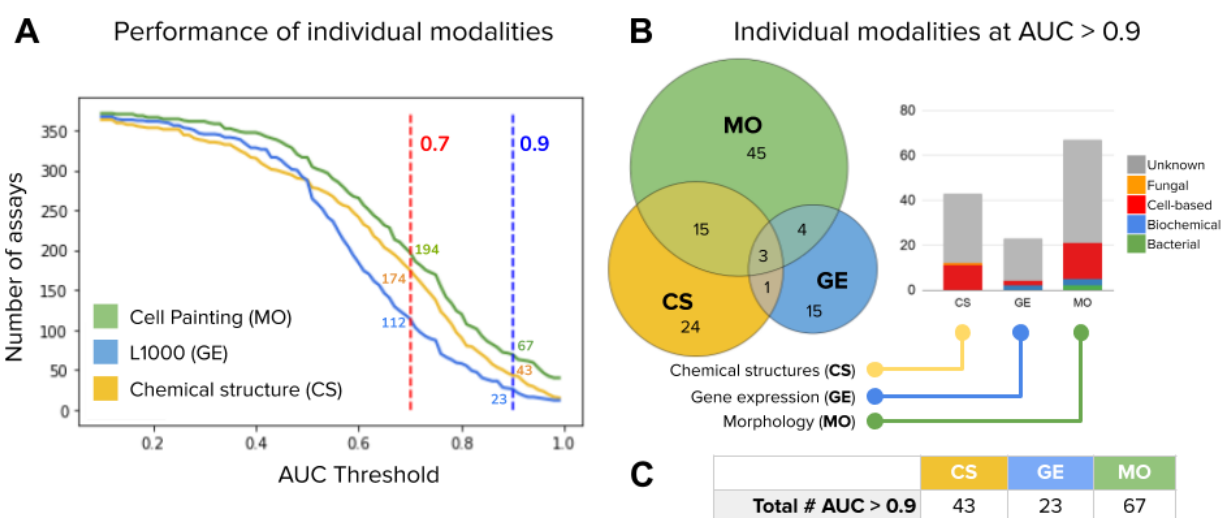 A
Performance of individual modalities
Number of assays
350
300
250
200
150
100
50
0
0.2
0.4
0.6
0.8
1.0
AUC Threshold
0.7
0.9
194
174
112
67
43
23
Cell Painting (MO)
L1000 (GE)
Chemical structure (CS)
B
Individual modalities at AUC > 0.9
MO
45
15
4
3
1
CS
24
GE
15
80
60
40
20
0
CS
GE
MO
Unknown
Fungal
Cell-based
Biochemical
Bacterial
Chemical structures (CS)
Gene expression (GE)
Morphology (MO)
C
CS GE MO
Total # AUC > 0.9 43 23 67